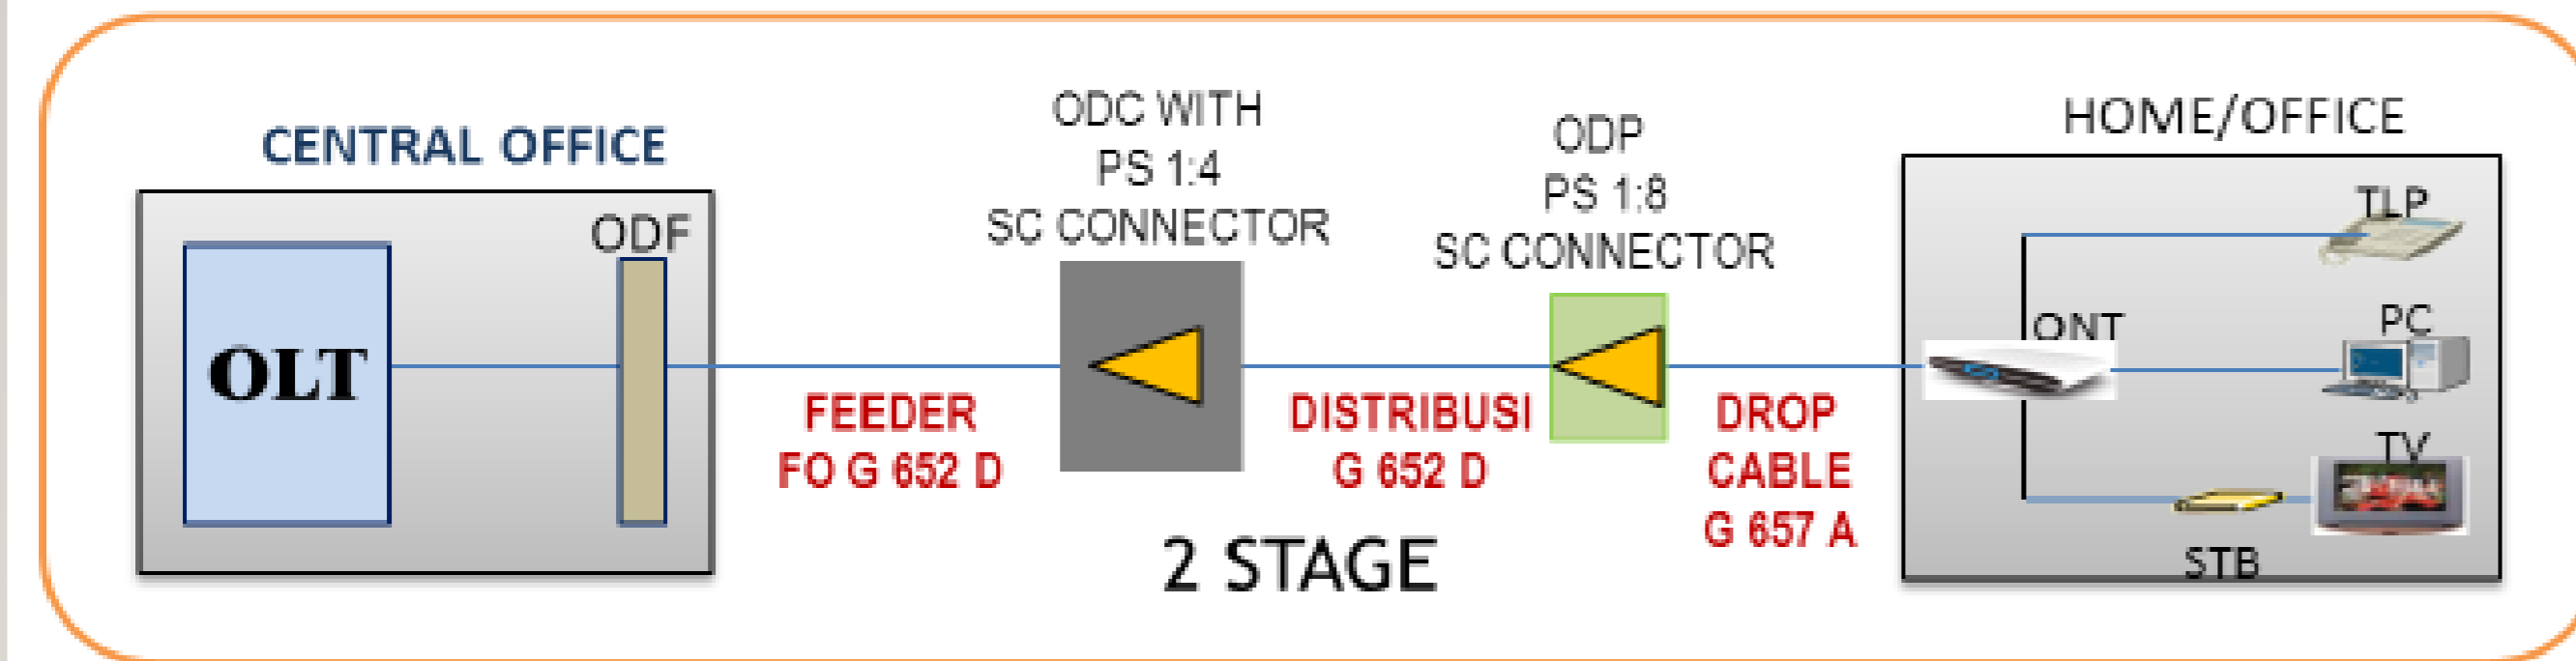 CENTRAL OFFICE
OLT
ODF
FEEDER
FO G 652 D
ODC WITH
PS 1:4
SC CONNECTOR
2 STAGE
DISTRIBUSI
G 652 D
ODP
PS 1:8
SC CONNECTOR
DROP
CABLE
G 657 A
HOME/OFFICE
TLP
ONT
PC
TV
STB